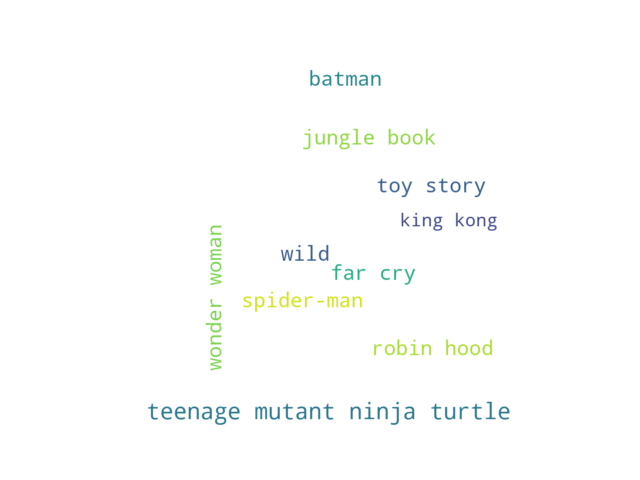 batman
jungle book
toy story
king kong
wonder woman
wild
far cry
spider-man
robin hood
teenage mutant ninja turtle